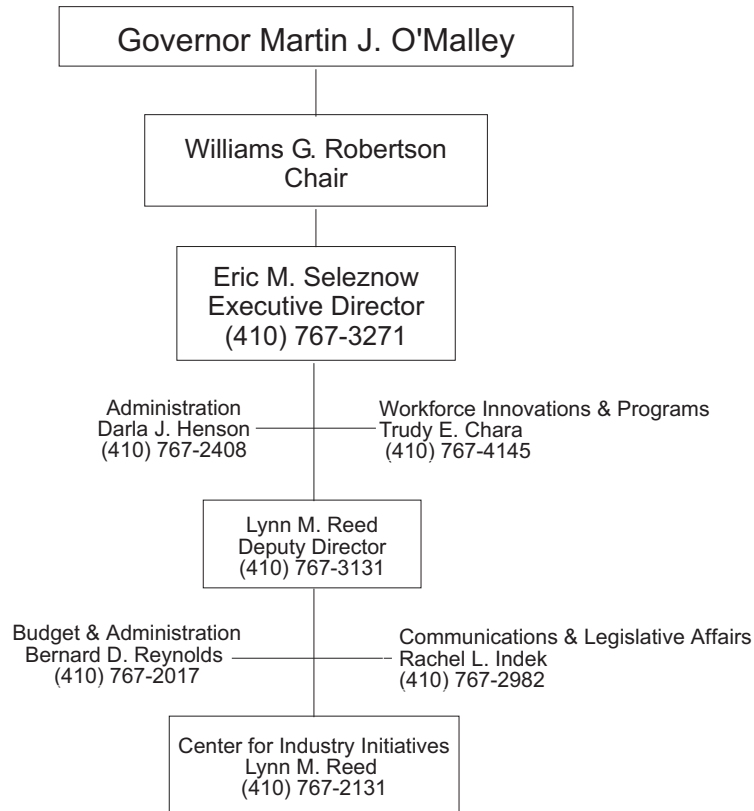 Governor Martin J. O'Malley
Williams G. Robertson
Chair
Eric M. Seleznow
Executive Director
(410) 767-3271
Administration
Darla J. Henson
(410) 767-2408
Workforce Innovations & Programs
Trudy E. Chara
(410) 767-4145
Lynn M. Reed
Deputy Director
(410) 767-3131
Budget & Administration
Bernard D. Reynolds
(410) 767-2017
Communications & Legislative Affairs
Rachel L. Indek
(410) 767-2982
Center for Industry Initiatives
Lynn M. Reed
(410) 767-2131